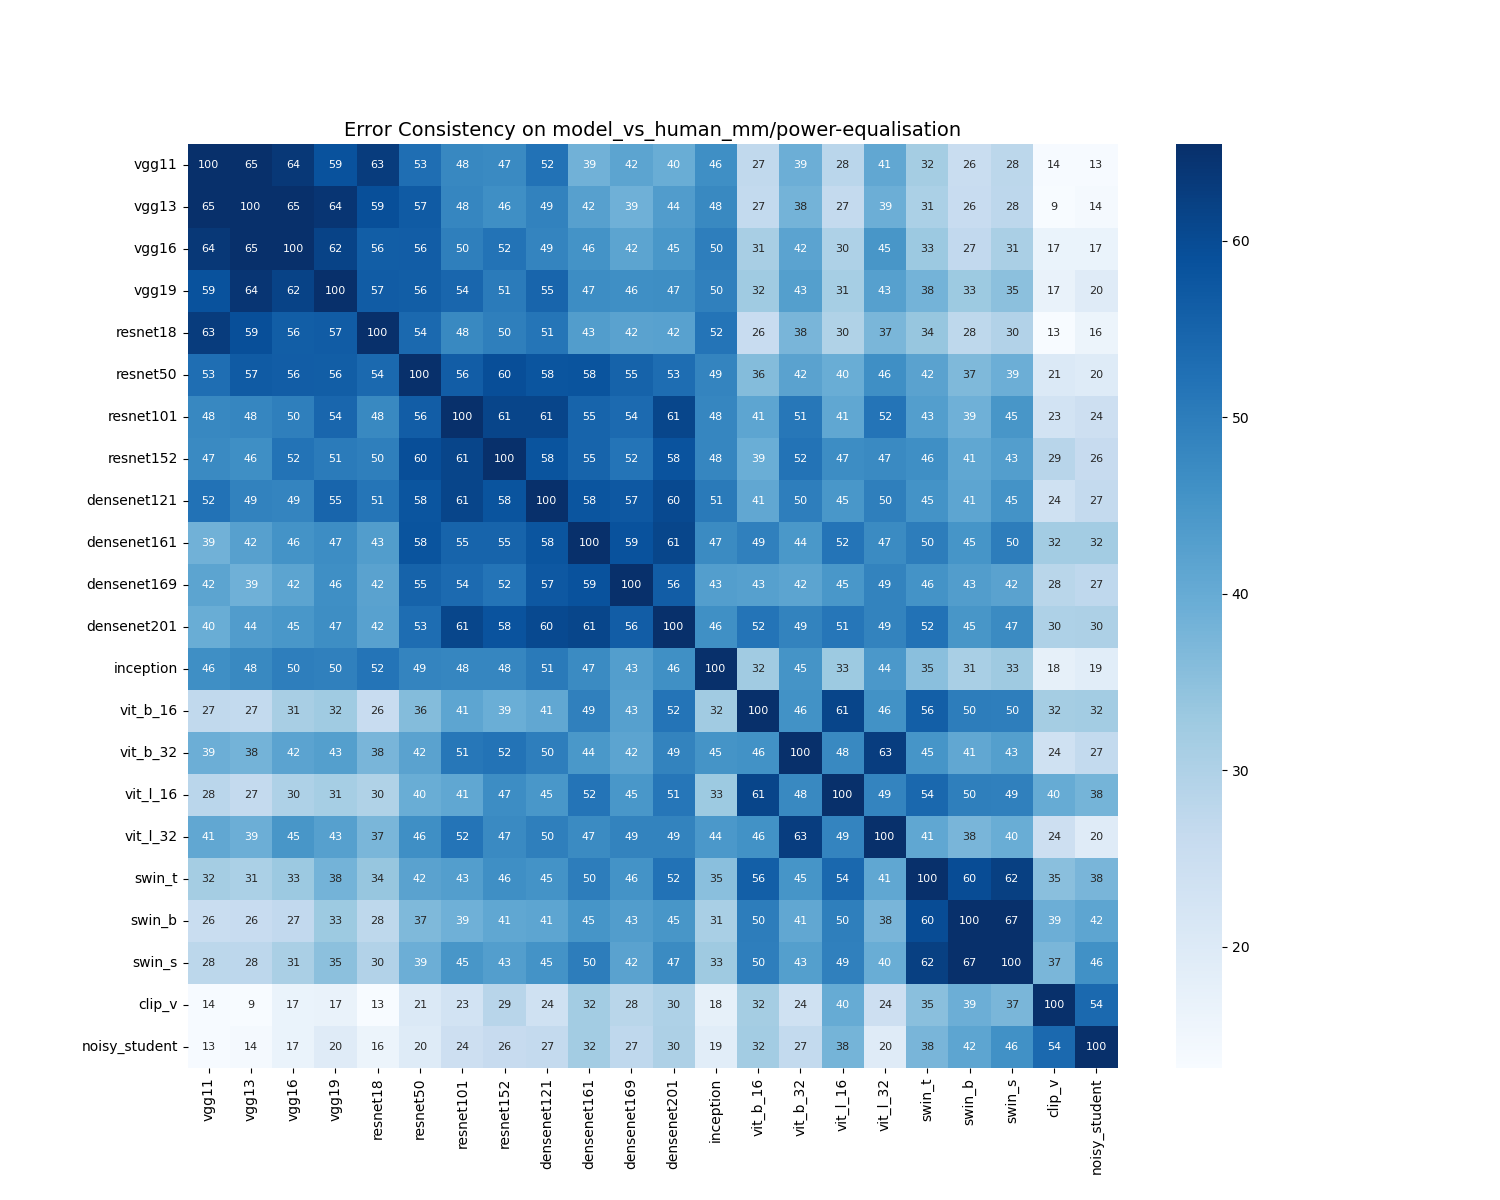 Error Consistency on model_vs_human_mm/power-equalisation
vgg11 100 65 64 59 63 53 48 47 52 39 42 40 46 27 39 28 41 32 26 28 14 13
vgg13 65 100 65 64 59 57 48 46 49 42 39 44 48 27 38 27 39 31 26 28 9 14
vgg16 64 65 100 62 56 56 50 52 49 46 42 45 50 31 42 30 45 33 27 31 17 17
vgg19 59 64 62 100 57 56 54 51 55 47 46 47 50 32 43 31 43 38 33 35 17 20
resnet18 63 59 56 57 100 54 48 50 51 43 42 42 52 26 38 30 37 34 28 30 13 16
resnet50 53 57 56 56 54 100 56 60 58 58 55 53 49 36 42 40 46 42 37 39 21 20
resnet101 48 48 50 54 48 56 100 61 61 55 54 61 48 41 51 41 52 43 39 45 23 24
resnet152 47 46 52 51 50 60 61 100 58 55 52 58 48 39 52 47 47 46 41 43 29 26
densenet121 52 49 49 55 51 58 61 58 100 58 57 60 51 41 50 45 50 45 41 45 24 27
densenet161 39 42 46 47 43 58 55 55 58 100 59 61 47 49 44 52 47 50 45 50 32 32
densenet169 42 39 42 46 42 55 54 52 57 59 100 56 43 43 42 45 49 46 43 42 28 27
densenet201 40 44 45 47 42 53 61 58 60 61 56 100 46 52 49 51 49 52 45 47 30 30
inception 46 48 50 50 52 49 48 48 51 47 43 46 100 32 45 33 44 35 31 33 18 19
vit_b_16 27 27 31 32 26 36 41 39 41 49 43 52 32 100 46 61 46 56 50 50 32 32
vit_b_32 39 38 42 43 38 42 51 52 50 44 42 49 45 46 100 48 63 45 41 43 24 27
vit_l_16 28 27 30 31 30 40 41 47 45 52 45 51 33 61 48 100 49 54 50 49 40 38
vit_l_32 41 39 45 43 37 46 52 47 50 47 49 49 44 46 63 49 100 41 38 40 24 20
swin_t 32 31 33 38 34 42 43 46 45 50 46 52 35 56 45 54 41 100 60 62 35 38
swin_b 26 26 27 33 28 37 39 41 41 45 43 45 31 50 41 50 38 60 100 67 39 42
swin_s 28 28 31 35 30 39 45 43 45 50 42 47 33 50 43 49 40 62 67 100 37 46
clip_v 14 9 17 17 13 21 23 29 24 32 28 30 18 32 24 40 24 35 39 37 100 54
noisy_student 13 14 17 20 16 20 24 26 27 32 27 30 19 32 27 38 20 38 42 46 54 100
vgg11 vgg13 vgg16 vgg19 resnet18 resnet50 resnet101 resnet152 densenet121 densenet161 densenet169 densenet201 inception vit_b_16 vit_b_32 vit_l_16 vit_l_32 swin_t swin_b swin_s clip_v noisy_student
60
50
40
30
20